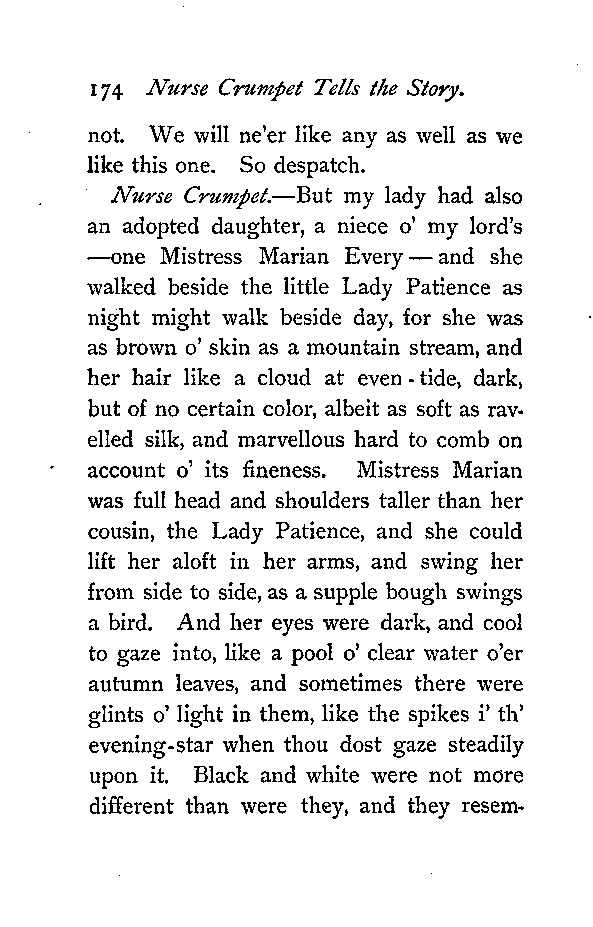 174 Nurse Crumpet Tells the Story.
not. We will ne'er like any as well as we
like this one. So despatch.
Nurse Crumpet.—But my lady had also
an adopted daughter, a niece o' my lord's
—one Mistress Marian Every — and she
walked beside the little Lady Patience as
night might walk beside day, for she was
as brown o' skin as a mountain stream, and
her hair like a cloud at even-tide, dark,
but of no certain color, albeit as soft as rav-
elled silk, and marvellous hard to comb on
account o' its fineness. Mistress Marian
was full head and shoulders taller than her
cousin, the Lady Patience, and she could
lift her aloft in her arms, and swing her
from side to side, as a supple bough swings
a bird. And her eyes were dark, and cool
to gaze into, like a pool o' clear water o'er
autumn leaves, and sometimes there were
glints o' light in them, like the spikes i' th'
evening-star when thou dost gaze steadily
upon it. Black and white were not more
different than were they, and they resem-